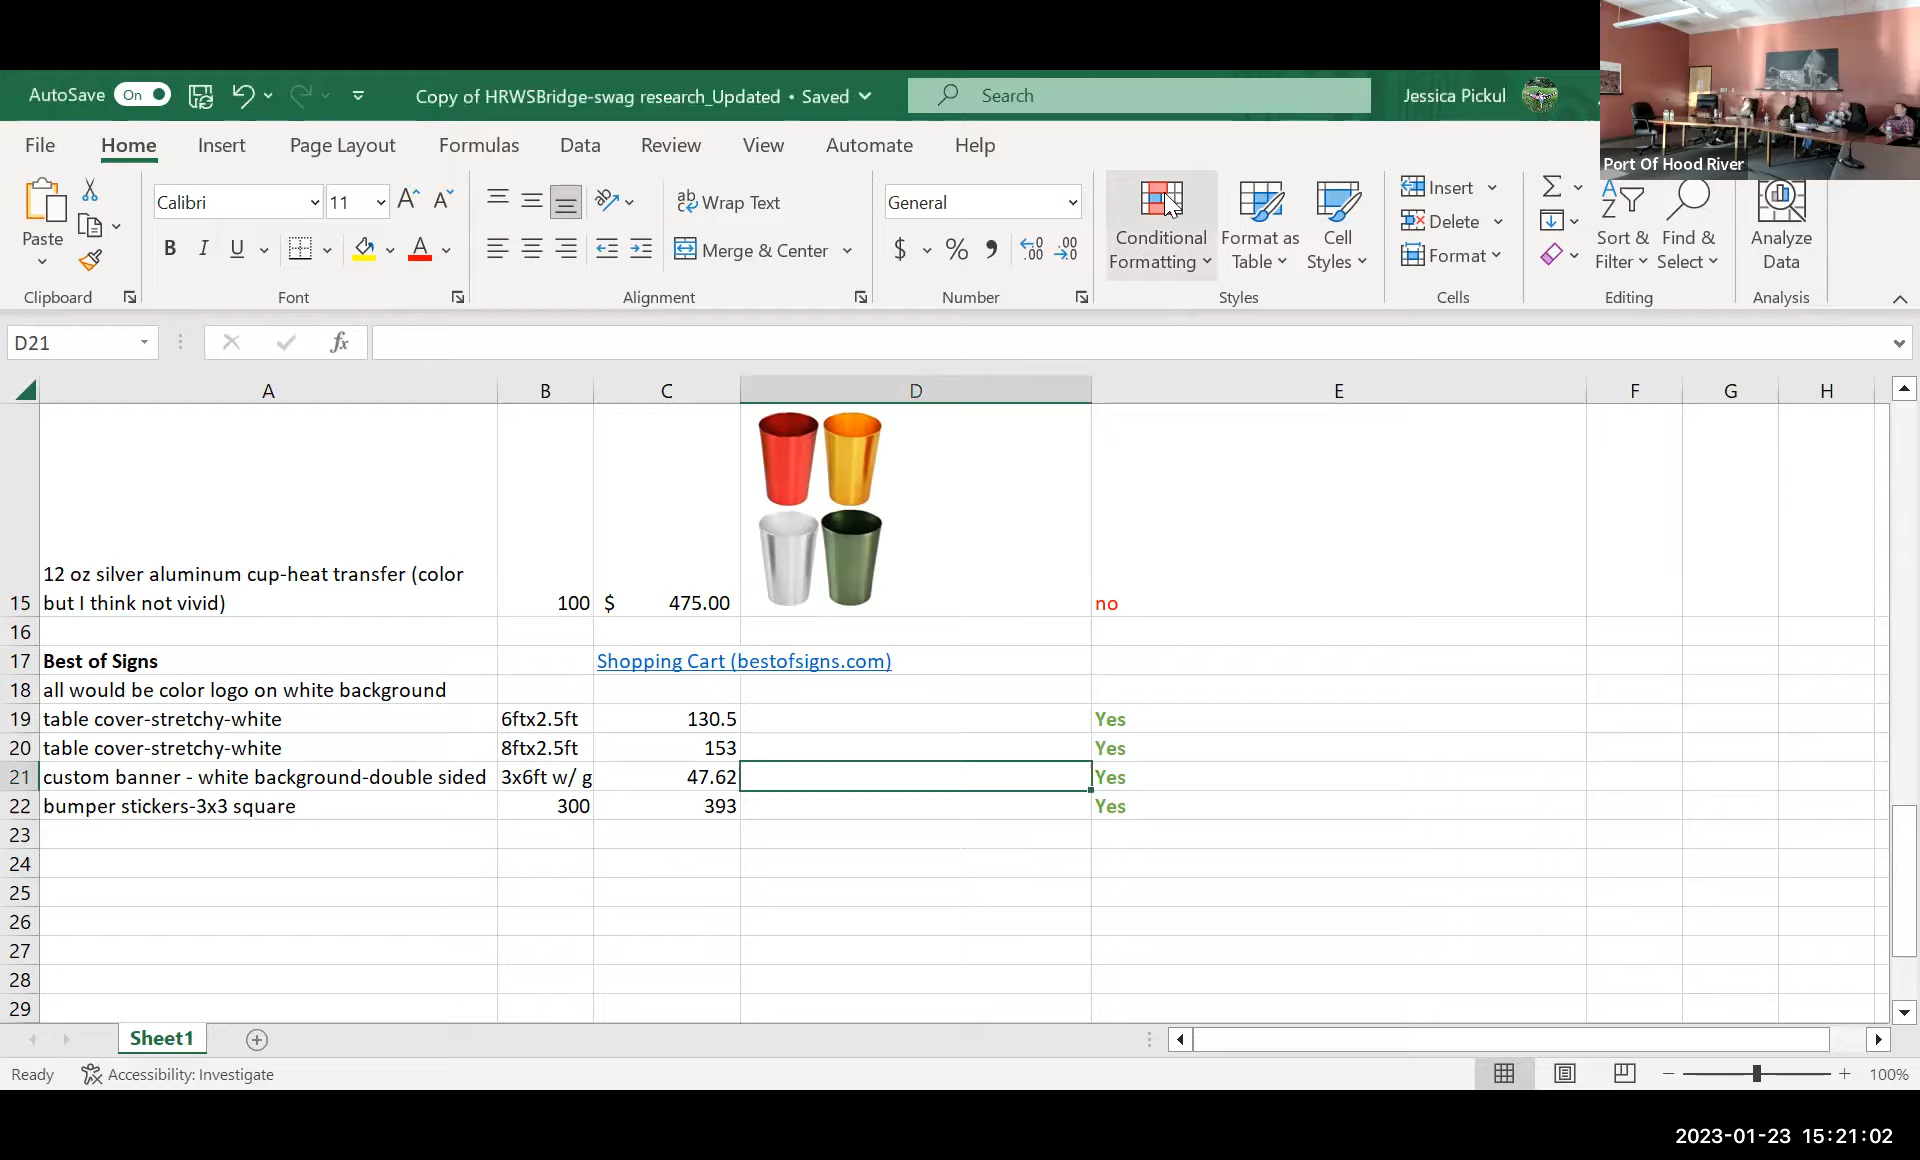 AutoSave On Copy of HRWSBridge-swag research_Updated • Saved Search Jessica Pickul
Port Of Hood River
File Home Insert Page Layout Formulas Data Review View Automate Help
Paste
Clipboard
Calibri 11
B I U A
Font
ab Wrap Text
Merge & Center
Alignment
General
$ % 9
Number
Conditional
Formatting
Format as
Table
Cell
Styles
Styles
Insert
Delete
Format
Cells
Sort &
Filter
Find &
Select
Editing
Analyze
Data
Analysis
D21 fx
A B C D E F G H
12 oz silver aluminum cup-heat transfer (color
15 but I think not vivid) 100 $ 475.00 no
16
17 Best of Signs Shopping Cart (bestofsigns.com)
18 all would be color logo on white background
19 table cover-stretchy-white 6ftx2.5ft 130.5 Yes
20 table cover-stretchy-white 8ftx2.5ft 153 Yes
21 custom banner - white background-double sided 3x6ft w/ g 47.62 Yes
22 bumper stickers-3x3 square 300 393 Yes
23
24
25
26
27
28
29
Sheet1
Ready Accessibility: Investigate 100%
2023-01-23 15:21:02